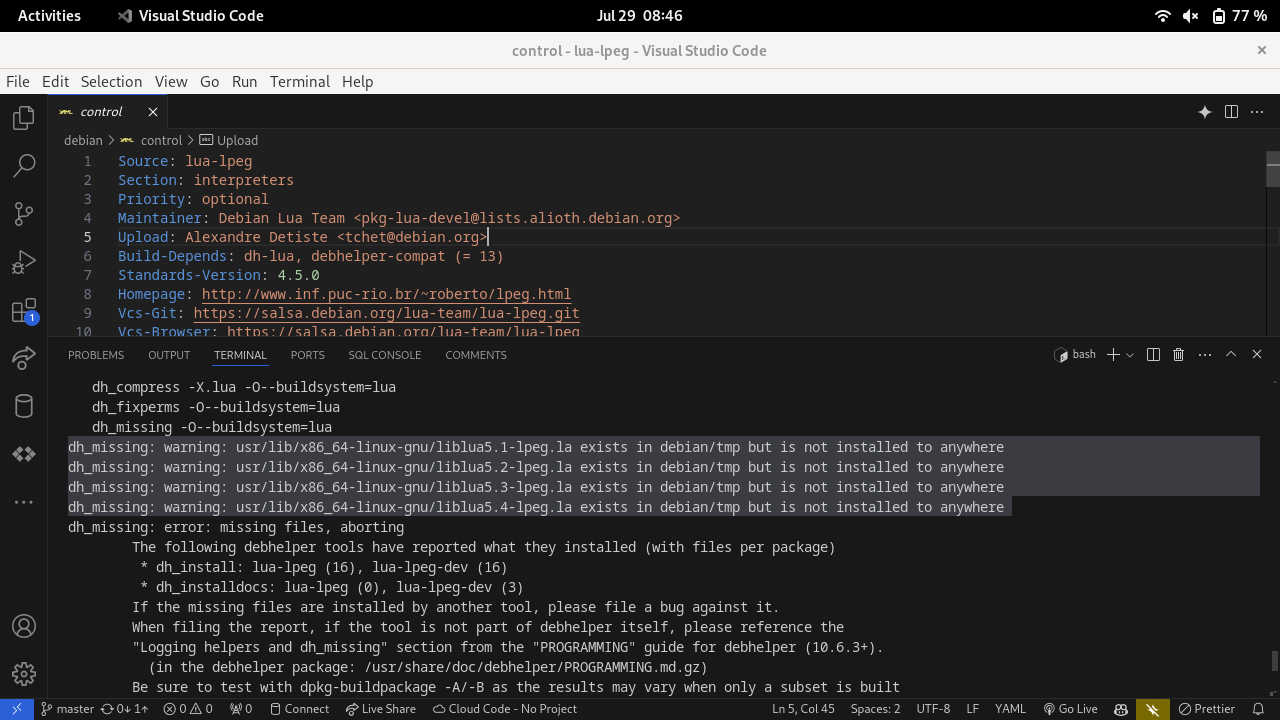 Activities
Visual Studio Code
Jul 29 08:46
77 %
control - lua-lpeg - Visual Studio Code
File Edit Selection View Go Run Terminal Help
control
debian > control > Upload
1 Source: lua-lpeg
2 Section: interpreters
3 Priority: optional
4 Maintainer: Debian Lua Team <pkg-lua-devel@lists.alioth.debian.org>
5 Upload: Alexandre Detiste <tchet@debian.org>
6 Build-Depends: dh-lua, debhelper-compat (= 13)
7 Standards-Version: 4.5.0
8 Homepage: http://www.inf.puc-rio.br/~roberto/lpeg.html
9 Vcs-Git: https://salsa.debian.org/lua-team/lua-lpeg.git
10 Vcs-Browser: https://salsa.debian.org/lua-team/lua-lpeg
1
PROBLEMS OUTPUT TERMINAL PORTS SQL CONSOLE COMMENTS
bash
dh_compress -X.lua -O--buildsystem=lua
dh_fixperms -O--buildsystem=lua
dh_missing -O--buildsystem=lua
dh_missing: warning: usr/lib/x86_64-linux-gnu/liblua5.1-lpeg.la exists in debian/tmp but is not installed to anywhere
dh_missing: warning: usr/lib/x86_64-linux-gnu/liblua5.2-lpeg.la exists in debian/tmp but is not installed to anywhere
dh_missing: warning: usr/lib/x86_64-linux-gnu/liblua5.3-lpeg.la exists in debian/tmp but is not installed to anywhere
dh_missing: warning: usr/lib/x86_64-linux-gnu/liblua5.4-lpeg.la exists in debian/tmp but is not installed to anywhere
dh_missing: error: missing files, aborting
The following debhelper tools have reported what they installed (with files per package)
* dh_install: lua-lpeg (16), lua-lpeg-dev (16)
* dh_installdocs: lua-lpeg (0), lua-lpeg-dev (3)
If the missing files are installed by another tool, please file a bug against it.
When filing the report, if the tool is not part of debhelper itself, please reference the
"Logging helpers and dh_missing" section from the "PROGRAMMING" guide for debhelper (10.6.3+).
(in the debhelper package: /usr/share/doc/debhelper/PROGRAMMING.md.gz)
Be sure to test with dpkg-buildpackage -A/-B as the results may vary when only a subset is built
master 0↓ 1↑ 0 0 0 Connect Live Share Cloud Code - No Project Ln 5, Col 45 Spaces: 2 UTF-8 LF YAML Go Live Prettier